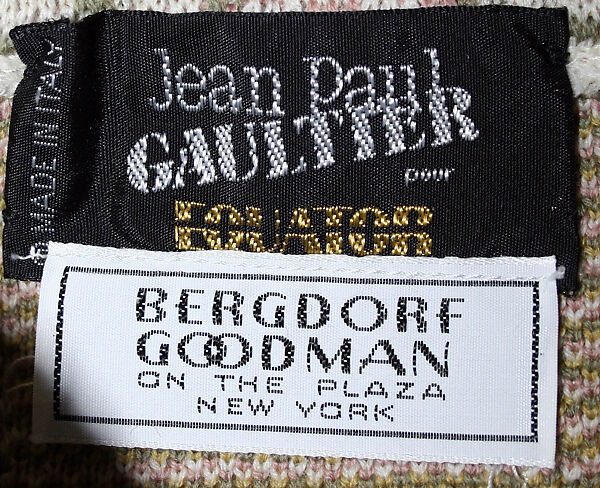 Jean Paul
GAULTIER
pour
EQUATOR
MADE IN ITALY
BERGDORF
GOODMAN
ON THE PLAZA
NEW YORK